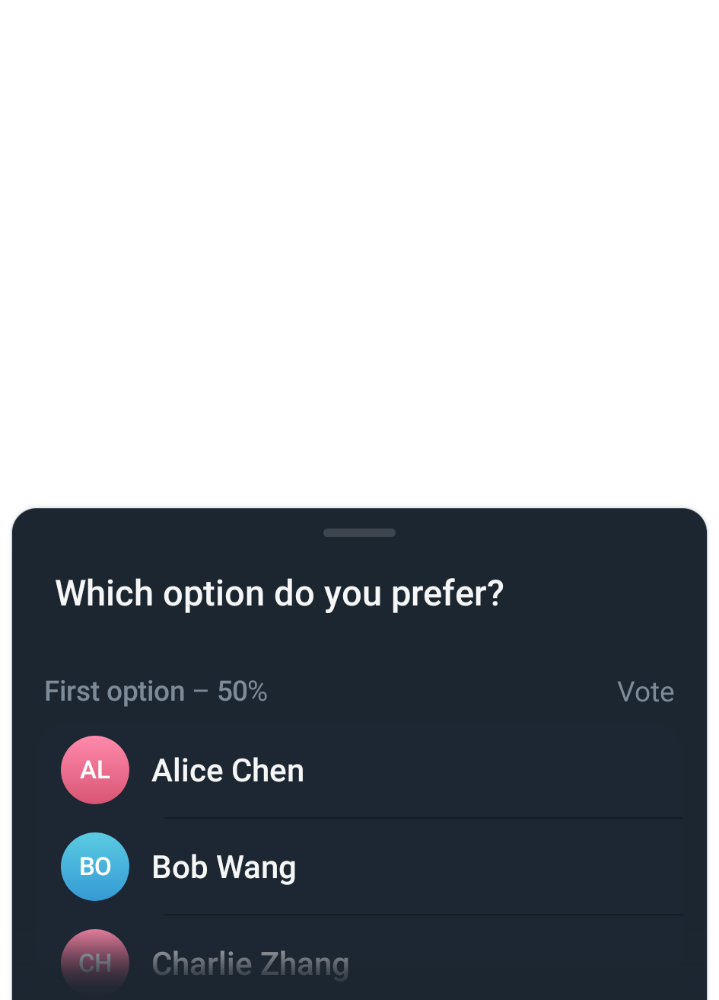 Which option do you prefer?
First option – 50%
Vote
AL
Alice Chen
BO
Bob Wang
CH
Charlie Zhang